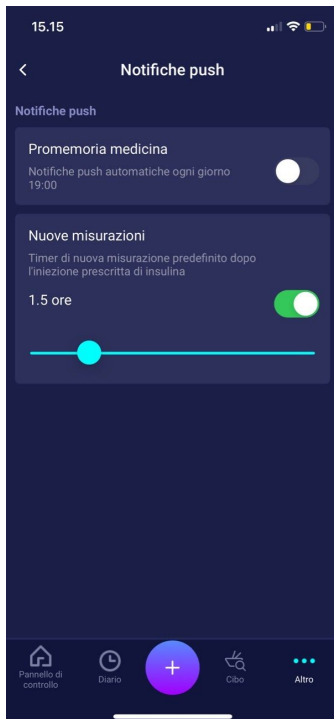 15.15
Notifiche push
Notifiche push
Promemoria medicina
Notifiche push automatiche ogni giorno
19:00
Nuove misurazioni
Timer di nuova misurazione predefinito dopo
l'iniezione prescritta di insulina
1.5 ore
Pannello di
controllo
Diario
Cibo
Altro